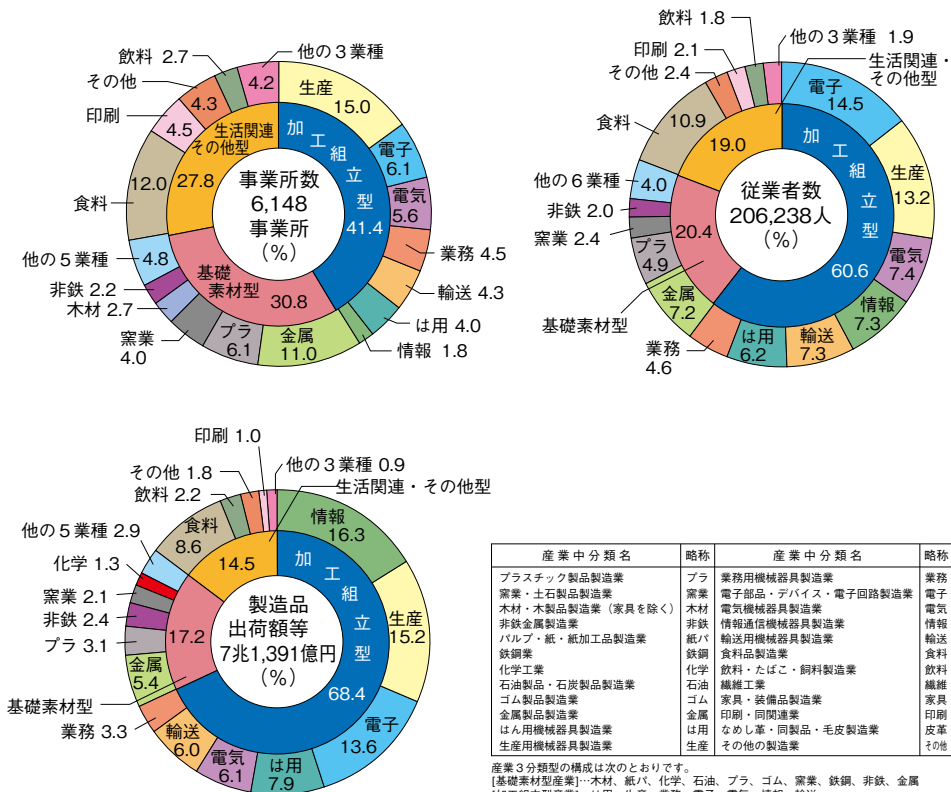 飲料 2.7
他の3業種
4.2
その他
4.3
印刷
4.5
生産
15.0
電子
6.1
電気
5.6
業務 4.5
輸送 4.3
は用 4.0
情報 1.8
金属
11.0
プラ
6.1
窯業
4.0
木材 2.7
非鉄 2.2
他の5業種
4.8
食料
12.0
生活関連
その他型
27.8
加工組立型
41.4
基礎
素材型
30.8
事業所数
6,148
事業所
(%)
飲料 1.8
印刷 2.1
その他 2.4
他の3業種 1.9
生活関連・
その他型
電子
14.5
生産
13.2
電気
7.4
情報
7.3
輸送
7.3
は用
6.2
業務
4.6
金属
7.2
基礎素材型
プラ
4.9
窯業 2.4
非鉄 2.0
他の6業種
4.0
食料
10.9
19.0
20.4
加工組立型
60.6
従業者数
206,238人
(%)
印刷 1.0
その他 1.8
飲料 2.2
他の3業種 0.9
生活関連・その他型
食料
8.6
他の5業種 2.9
化学 1.3
窯業 2.1
非鉄 2.4
プラ 3.1
金属
5.4
基礎素材型
業務 3.3
輸送
6.0
電気
6.1
は用
7.9
電子
13.6
生産
15.2
情報
16.3
14.5
17.2
加工組立型
68.4
製造品
出荷額等
7兆1,391億円
(%)
産業中分類名 略称 産業中分類名 略称
プラスチック製品製造業 プラ 業務用機械器具製造業 業務
窯業・土石製品製造業 窯業 電子部品・デバイス・電子回路製造業 電子
木材・木製品製造業(家具を除く) 木材 電気機械器具製造業 電気
非鉄金属製造業 非鉄 情報通信機械器具製造業 情報
パルプ・紙・紙加工品製造業 紙パ 輸送用機械器具製造業 輸送
鉄鋼業 鉄鋼 食料品製造業 食料
化学工業 化学 飲料・たばこ・飼料製造業 飲料
石油製品・石炭製品製造業 石油 繊維工業 繊維
ゴム製品製造業 ゴム 家具・装備品製造業 家具
金属製品製造業 金属 印刷・同関連業 印刷
はん用機械器具製造業 は用 なめし革・同製品・毛皮製造業 皮革
生産用機械器具製造業 生産 その他の製造業 その他
産業3分類型の構成は次のとおりです。
[基礎素材型産業]…木材、紙パ、化学、石油、プラ、ゴム、窯業、鉄鋼、非鉄、金属